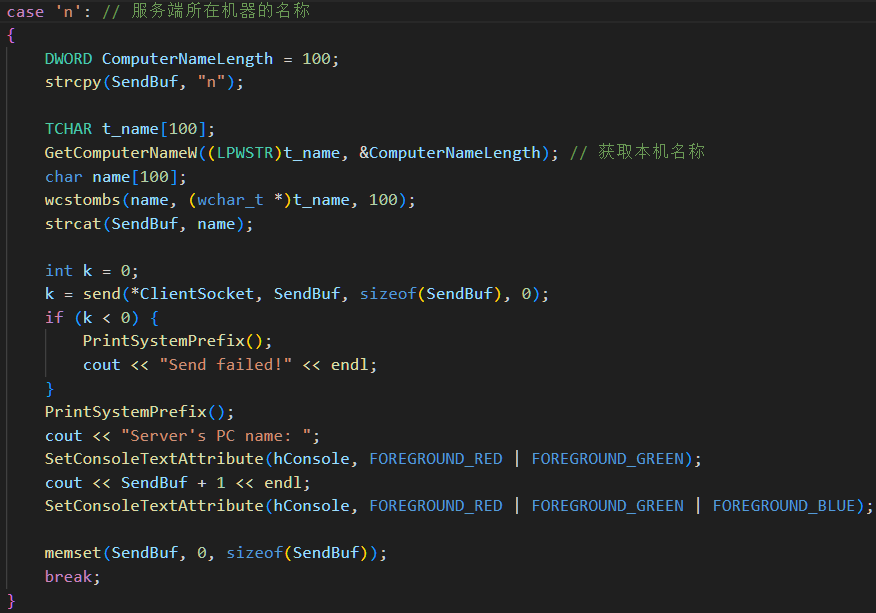 case 'n': // 服务端所在机器的名称
{
    DWORD ComputerNameLength = 100;
    strcpy(SendBuf, "n");

    TCHAR t_name[100];
    GetComputerNameW((LPWSTR)t_name, &ComputerNameLength); // 获取本机名称
    char name[100];
    wcstombs(name, (wchar_t *)t_name, 100);
    strcat(SendBuf, name);

    int k = 0;
    k = send(*ClientSocket, SendBuf, sizeof(SendBuf), 0);
    if (k < 0) {
        PrintSystemPrefix();
        cout << "Send failed!" << endl;
    }
    PrintSystemPrefix();
    cout << "Server's PC name: ";
    SetConsoleTextAttribute(hConsole, FOREGROUND_RED | FOREGROUND_GREEN);
    cout << SendBuf + 1 << endl;
    SetConsoleTextAttribute(hConsole, FOREGROUND_RED | FOREGROUND_GREEN | FOREGROUND_BLUE);

    memset(SendBuf, 0, sizeof(SendBuf));
    break;
}